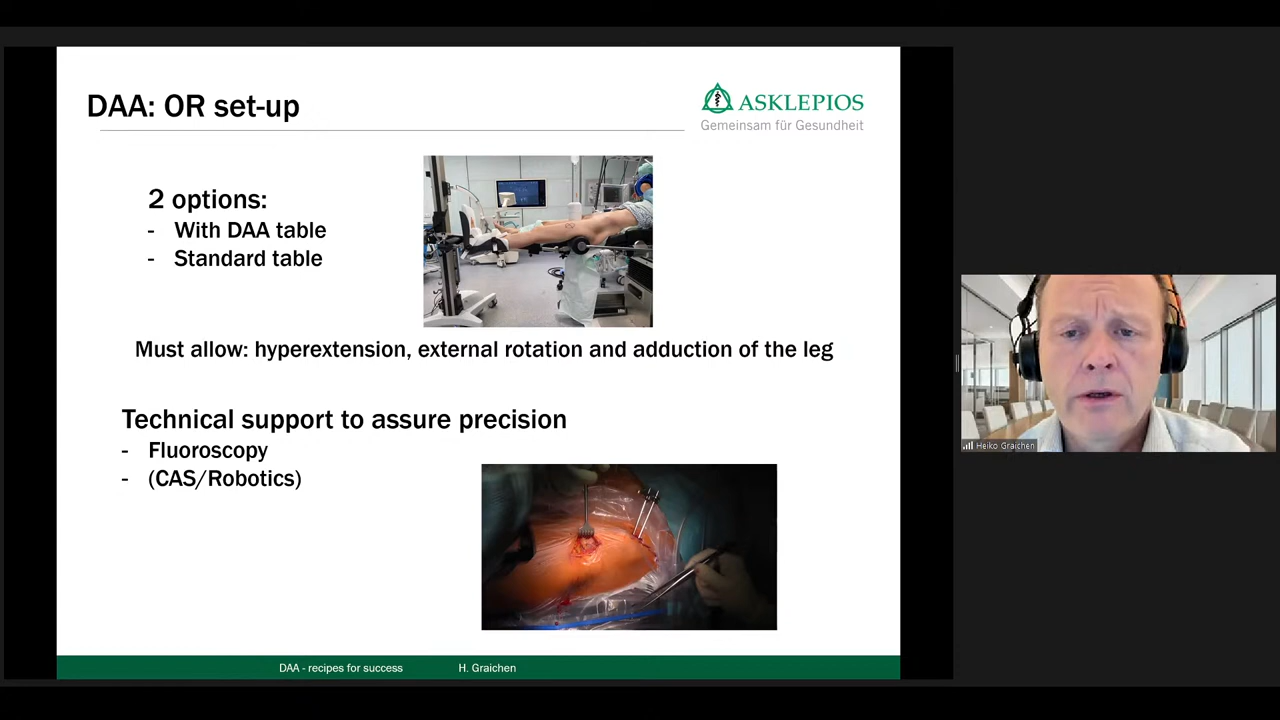 DAA: OR set-up
ASKLEPIOS
Gemeinsam für Gesundheit
2 options:
- With DAA table
- Standard table
Must allow: hyperextension, external rotation and adduction of the leg
Technical support to assure precision
- Fluoroscopy
- (CAS/Robotics)
DAA - recipes for success H. Graichen
Heiko Graichen